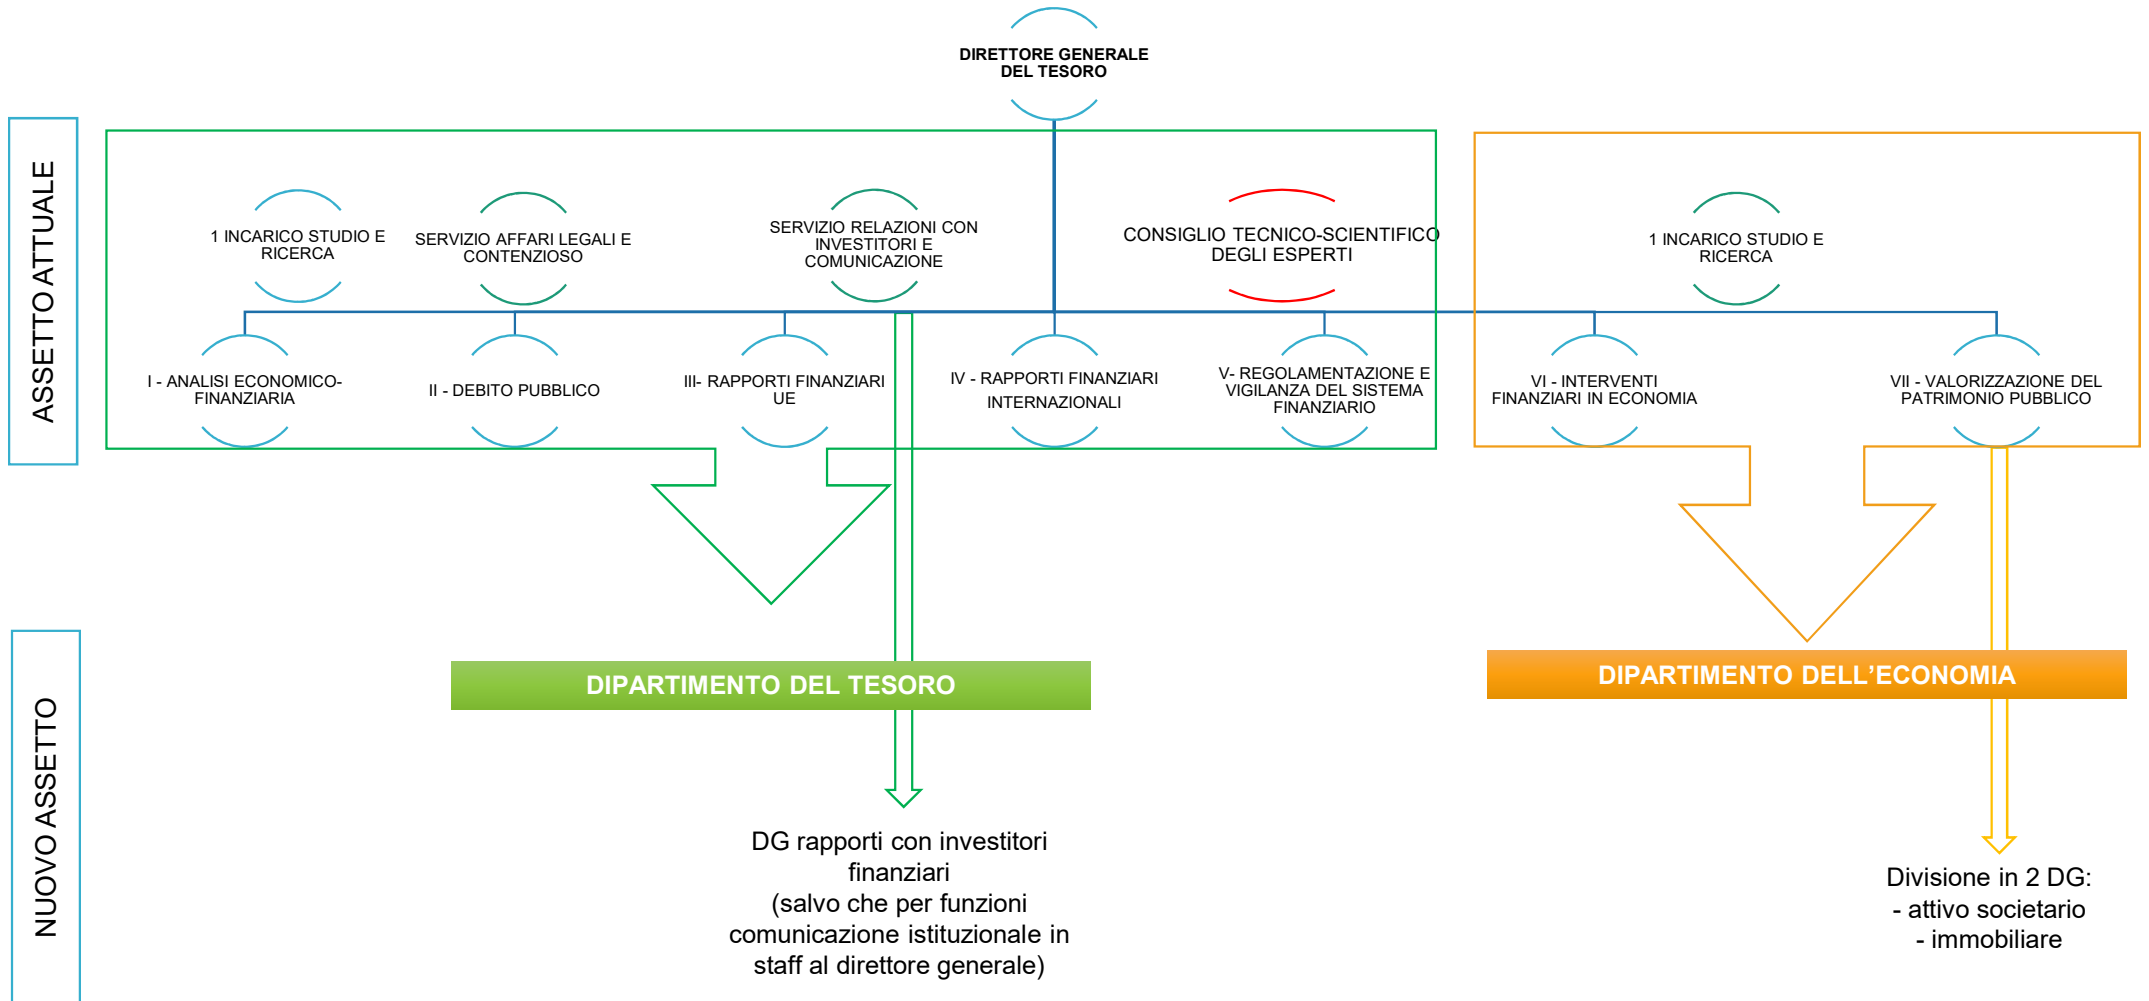 DIRETTORE GENERALE
DEL TESORO
ASSETTO ATTUALE
1 INCARICO STUDIO E
RICERCA
SERVIZIO AFFARI LEGALI E
CONTENZIOSO
SERVIZIO RELAZIONI CON
INVESTITORI E
COMUNICAZIONE
CONSIGLIO TECNICO-SCIENTIFICO
DEGLI ESPERTI
1 INCARICO STUDIO E
RICERCA
I - ANALISI ECONOMICO-
FINANZIARIA
II - DEBITO PUBBLICO
III- RAPPORTI FINANZIARI
UE
IV - RAPPORTI FINANZIARI
INTERNAZIONALI
V- REGOLAMENTAZIONE E
VIGILANZA DEL SISTEMA
FINANZIARIO
VI - INTERVENTI
FINANZIARI IN ECONOMIA
VII - VALORIZZAZIONE DEL
PATRIMONIO PUBBLICO
NUOVO ASSETTO
DIPARTIMENTO DEL TESORO
DIPARTIMENTO DELL’ECONOMIA
DG rapporti con investitori
finanziari
(salvo che per funzioni
comunicazione istituzionale in
staff al direttore generale)
Divisione in 2 DG:
- attivo societario
- immobiliare